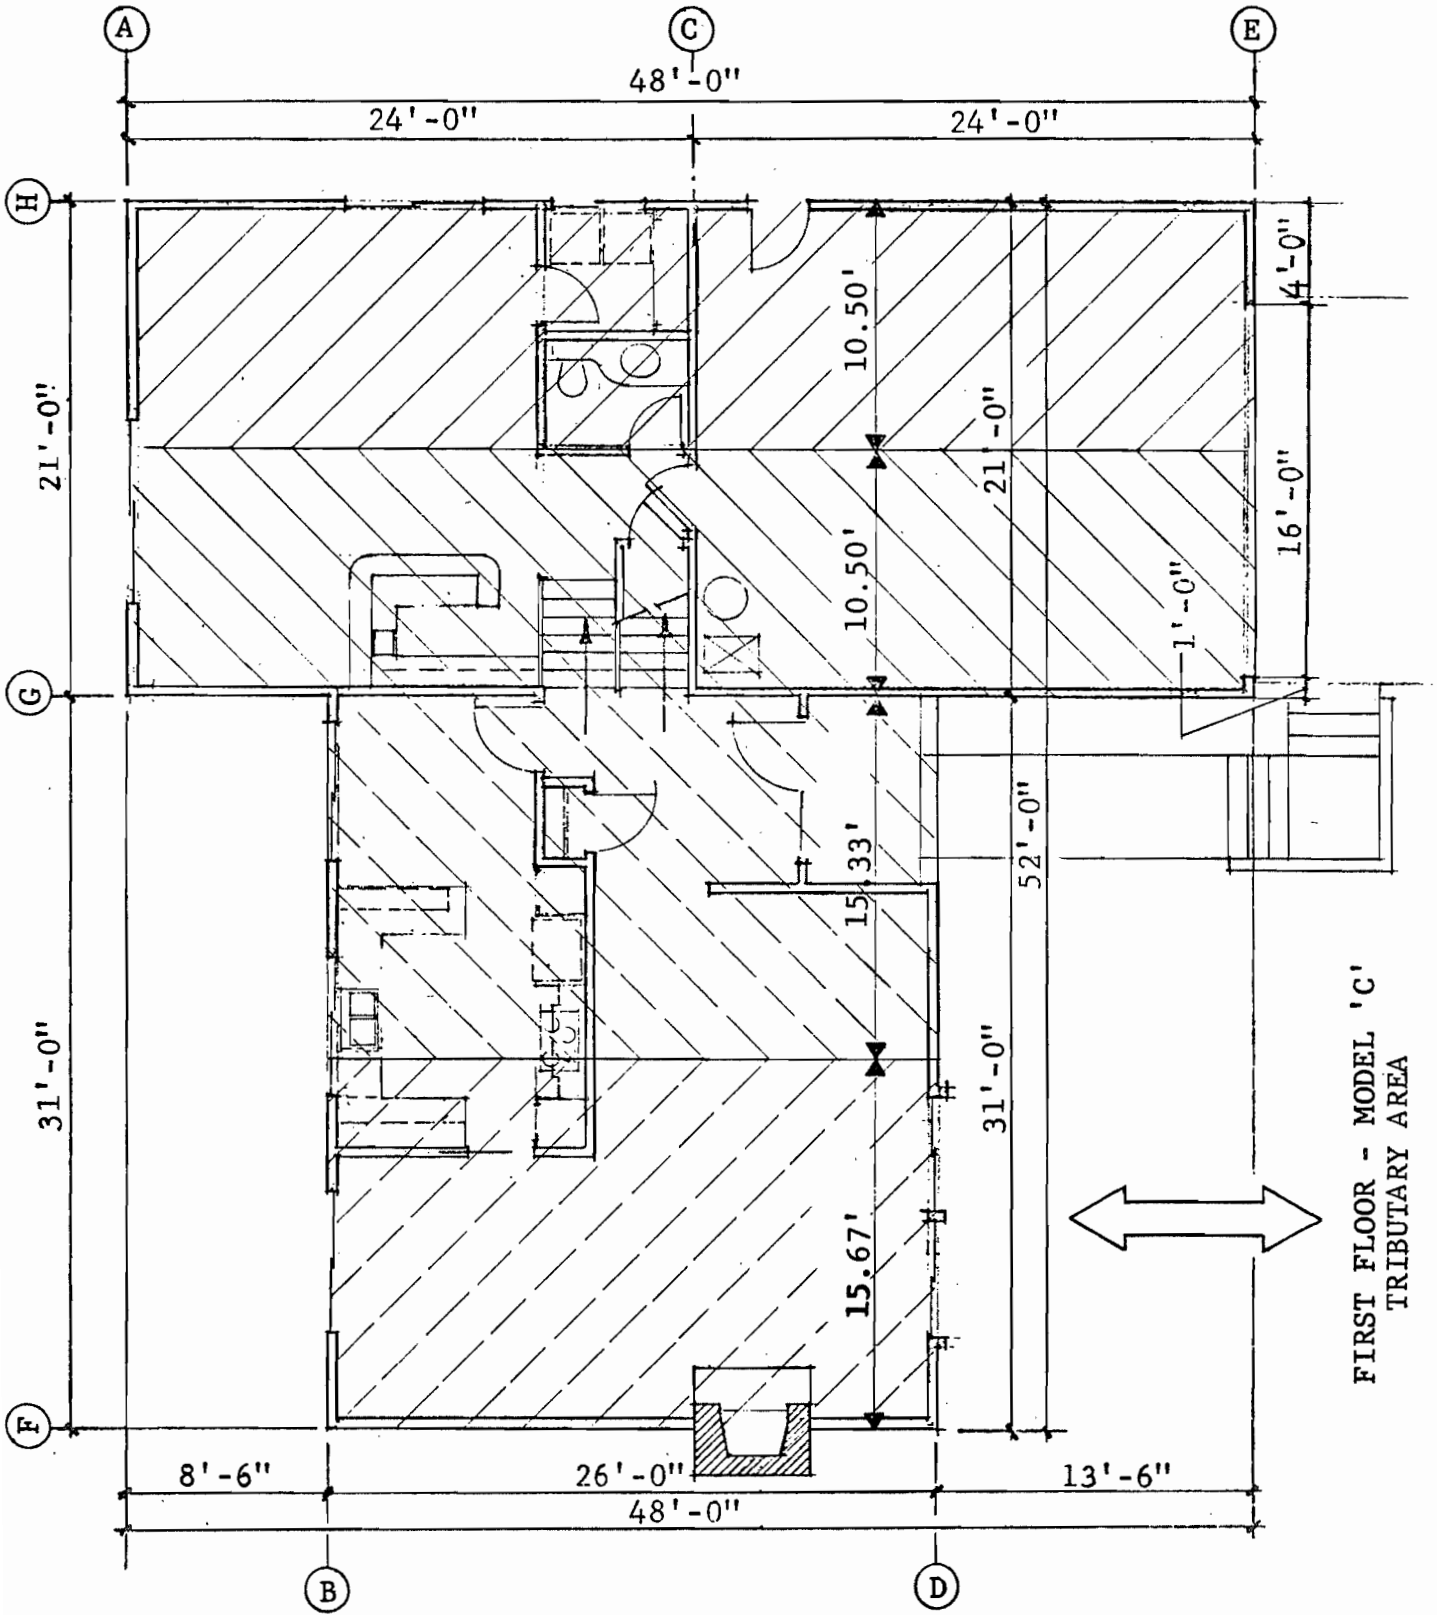 A
C
E
48'-0"
24'-0"
24'-0"
H
4'-0"
10.50'
21'-0"
21'-0"
16'-0"
10.50'
1'-0"
G
15.33'
52'-0"
31'-0"
31'-0"
15.67'
FIRST FLOOR - MODEL 'C'
TRIBUTARY AREA
F
8'-6"
26'-0"
13'-6"
48'-0"
B
D